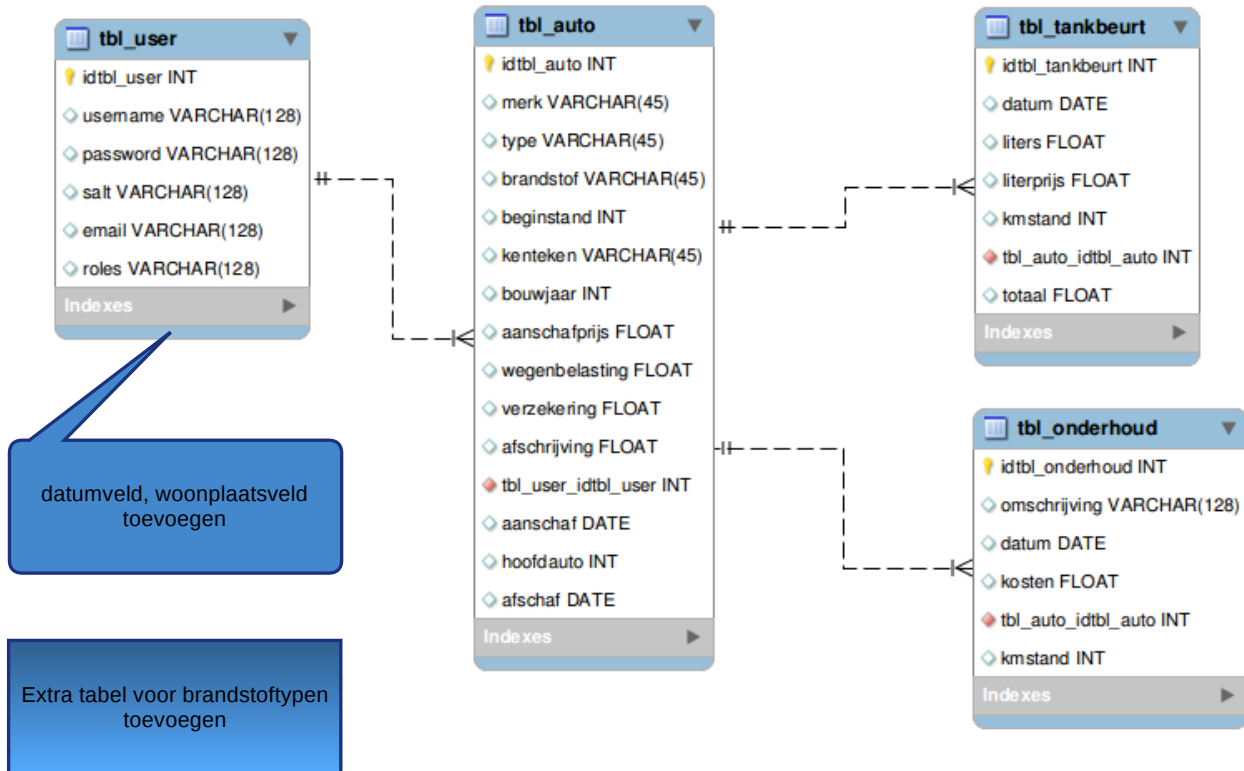 tbl_user
idtbl_user INT
username VARCHAR(128)
password VARCHAR(128)
salt VARCHAR(128)
email VARCHAR(128)
roles VARCHAR(128)
Indexes
datumveld, woonplaatsveld
toevoegen
Extra tabel voor brandstoftypen
toevoegen
tbl_auto
idtbl_auto INT
merk VARCHAR(45)
type VARCHAR(45)
brandstof VARCHAR(45)
beginstand INT
kenteken VARCHAR(45)
bouwjaar INT
aanschafprijs FLOAT
wegenbelasting FLOAT
verzekering FLOAT
afschrijving FLOAT
tbl_user_idtbl_user INT
aanschaf DATE
hoofdauto INT
afschaf DATE
Indexes
tbl_tankbeurt
idtbl_tankbeurt INT
datum DATE
liters FLOAT
literprijs FLOAT
kmstand INT
tbl_auto_idtbl_auto INT
totaal FLOAT
Indexes
tbl_onderhoud
idtbl_onderhoud INT
omschrijving VARCHAR(128)
datum DATE
kosten FLOAT
tbl_auto_idtbl_auto INT
kmstand INT
Indexes